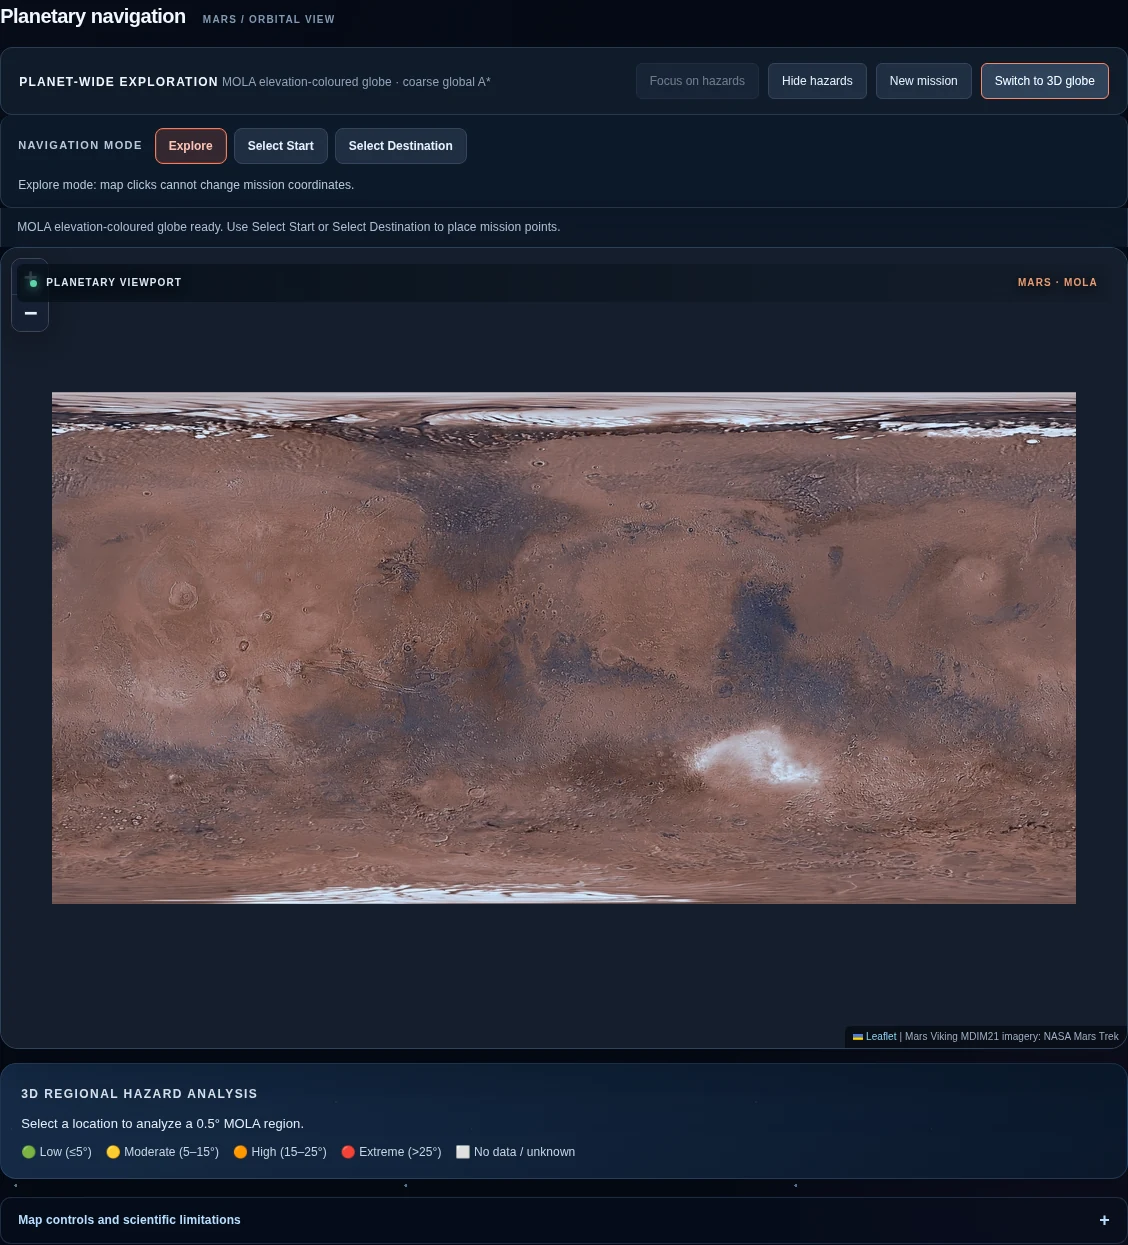 Planetary navigation MARS / ORBITAL VIEW
PLANET-WIDE EXPLORATION MOLA elevation-coloured globe · coarse global A*
Focus on hazards
Hide hazards
New mission
Switch to 3D globe
NAVIGATION MODE
Explore
Select Start
Select Destination
Explore mode: map clicks cannot change mission coordinates.
MOLA elevation-coloured globe ready. Use Select Start or Select Destination to place mission points.
+
PLANETARY VIEWPORT
MARS · MOLA
−
Leaflet | Mars Viking MDIM21 imagery: NASA Mars Trek
3D REGIONAL HAZARD ANALYSIS
Select a location to analyze a 0.5° MOLA region.
Low (≤5°) Moderate (5–15°) High (15–25°) Extreme (>25°) No data / unknown
Map controls and scientific limitations +